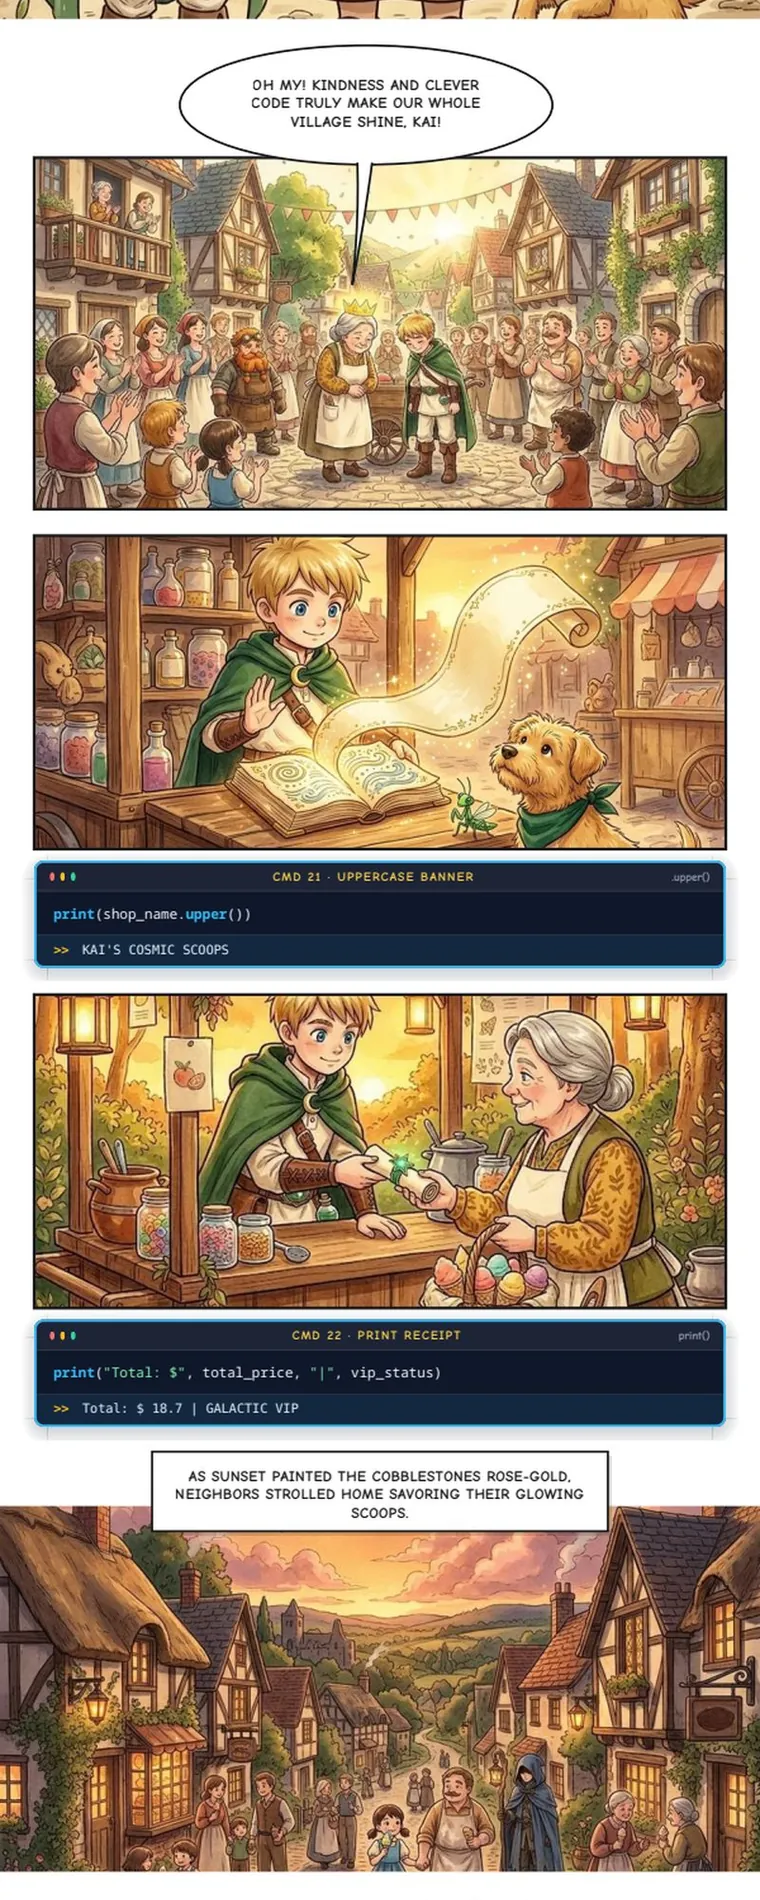 OH MY! KINDNESS AND CLEVER
CODE TRULY MAKE OUR WHOLE
VILLAGE SHINE, KAI!
CMD 21 · UPPERCASE BANNER
.upper()
print(shop_name.upper())
>> KAI'S COSMIC SCOOPS
CMD 22 · PRINT RECEIPT
print()
print("Total: $", total_price, "|", vip_status)
>> Total: $ 18.7 | GALACTIC VIP
AS SUNSET PAINTED THE COBBLESTONES ROSE-GOLD,
NEIGHBORS STROLLED HOME SAVORING THEIR GLOWING
SCOOPS.